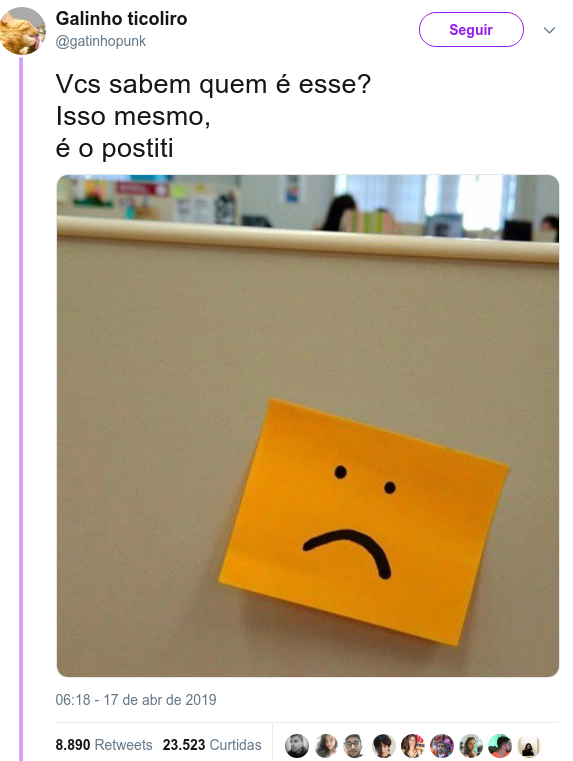 Galinho ticoliro
@gatinhopunk
Seguir
Vcs sabem quem é esse?
Isso mesmo,
é o postiti
06:18 - 17 de abr de 2019
8.890 Retweets 23.523 Curtidas